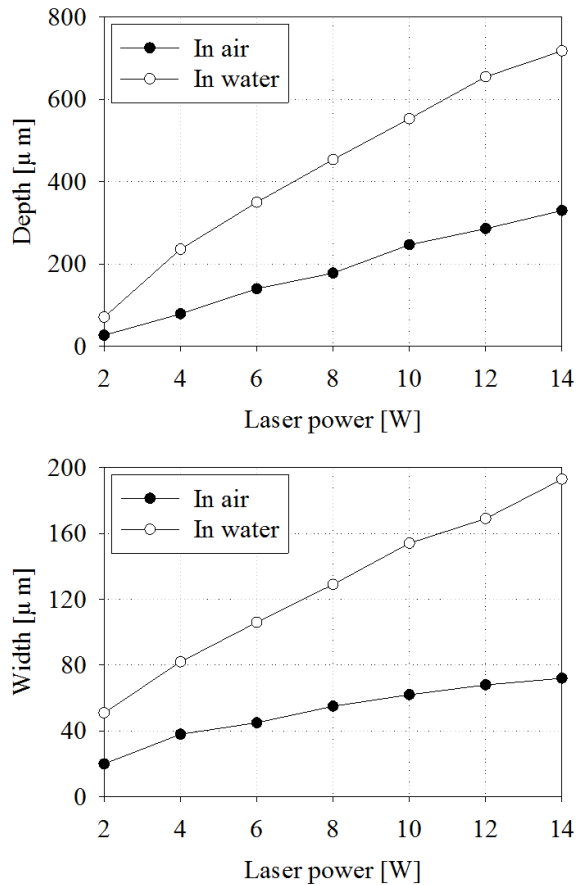 800
600
400
200
0
Depth [µ m]
In air
In water
2 4 6 8 10 12 14
Laser power [W]
200
160
120
80
40
0
Width [µ m]
In air
In water
2 4 6 8 10 12 14
Laser power [W]